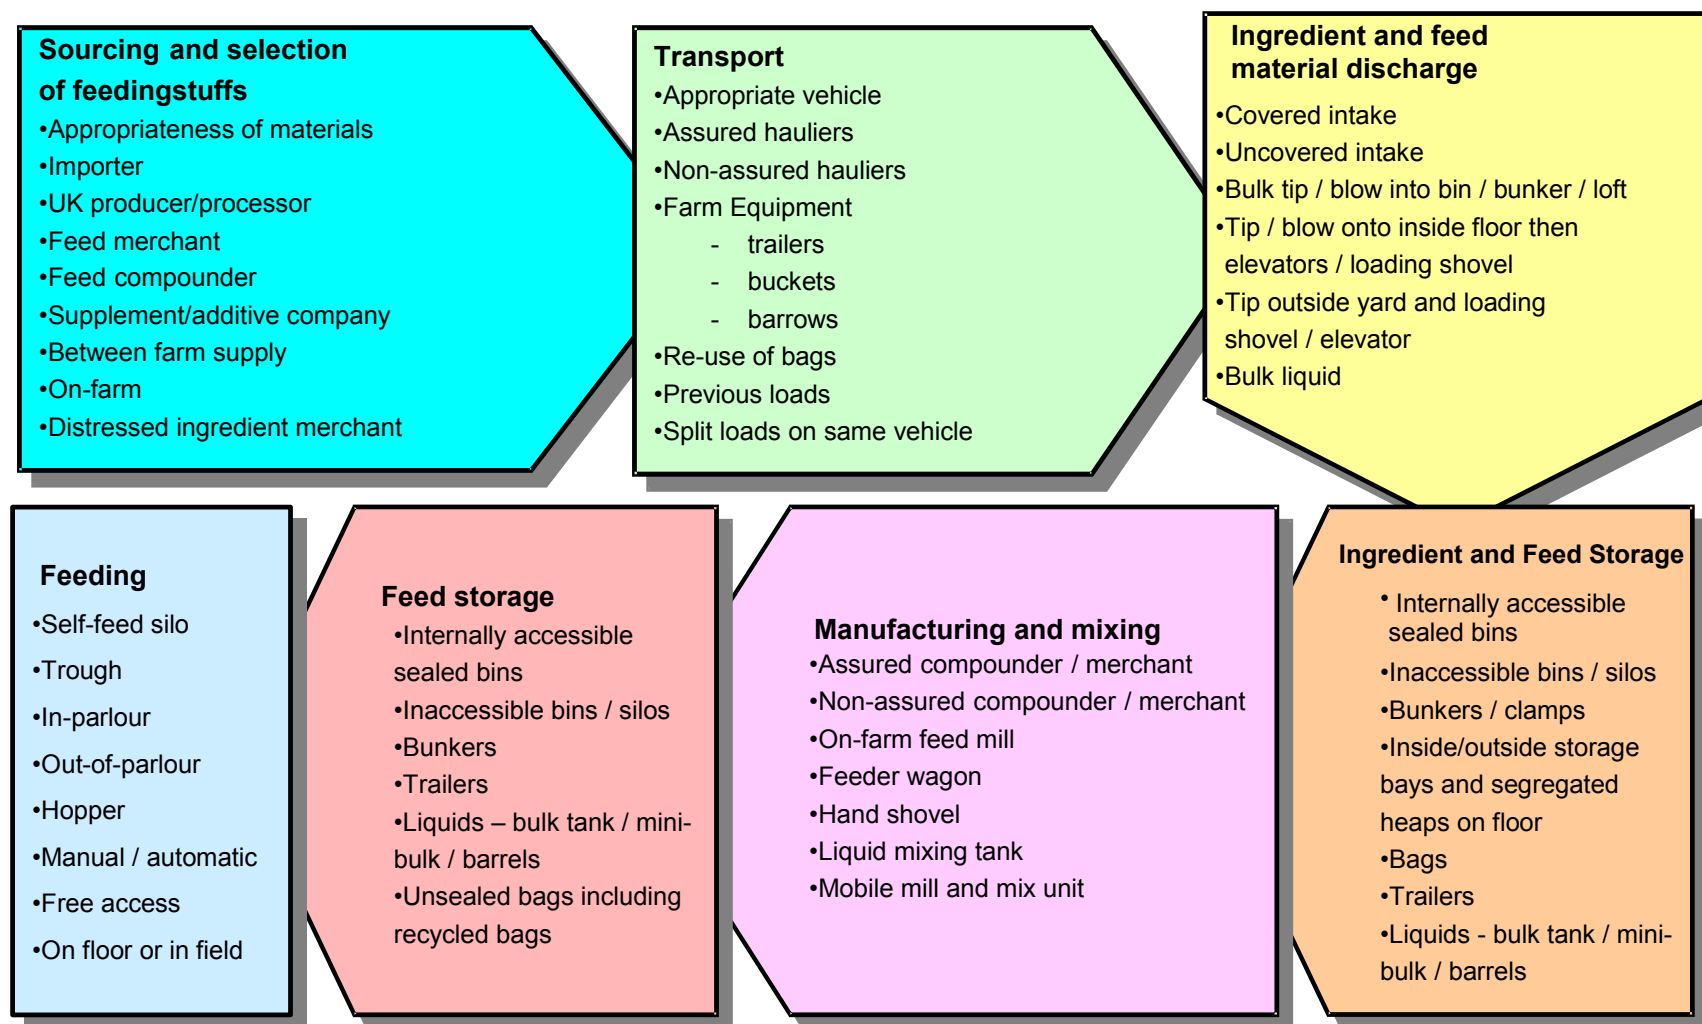 Sourcing and selection
of feedingstuffs
•Appropriateness of materials
•Importer
•UK producer/processor
•Feed merchant
•Feed compounder
•Supplement/additive company
•Between farm supply
•On-farm
•Distressed ingredient merchant
Transport
•Appropriate vehicle
•Assured hauliers
•Non-assured hauliers
•Farm Equipment
- trailers
- buckets
- barrows
•Re-use of bags
•Previous loads
•Split loads on same vehicle
Ingredient and feed
material discharge
•Covered intake
•Uncovered intake
•Bulk tip / blow into bin / bunker / loft
•Tip / blow onto inside floor then
elevators / loading shovel
•Tip outside yard and loading
shovel / elevator
•Bulk liquid
Feeding
•Self-feed silo
•Trough
•In-parlour
•Out-of-parlour
•Hopper
•Manual / automatic
•Free access
•On floor or in field
Feed storage
•Internally accessible
sealed bins
•Inaccessible bins / silos
•Bunkers
•Trailers
•Liquids – bulk tank / mini-
bulk / barrels
•Unsealed bags including
recycled bags
Manufacturing and mixing
•Assured compounder / merchant
•Non-assured compounder / merchant
•On-farm feed mill
•Feeder wagon
•Hand shovel
•Liquid mixing tank
•Mobile mill and mix unit
Ingredient and Feed Storage
• Internally accessible
sealed bins
•Inaccessible bins / silos
•Bunkers / clamps
•Inside/outside storage
bays and segregated
heaps on floor
•Bags
•Trailers
•Liquids - bulk tank / mini-
bulk / barrels